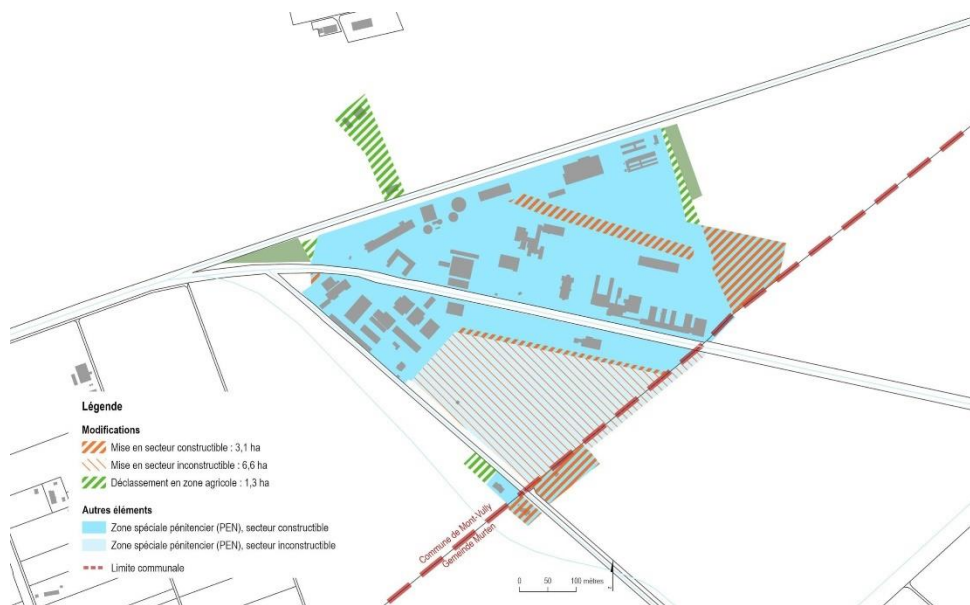 Légende
Modifications
Mise en secteur constructible : 3,1 ha
Mise en secteur inconstructible : 6,6 ha
Déclassement en zone agricole : 1,3 ha
Autres éléments
Zone spéciale pénitencier (PEN), secteur constructible
Zone spéciale pénitencier (PEN), secteur inconstructible
Limite communale
Commune de Mont-Vully
Gemeinde Murten
0 50 100 mètres